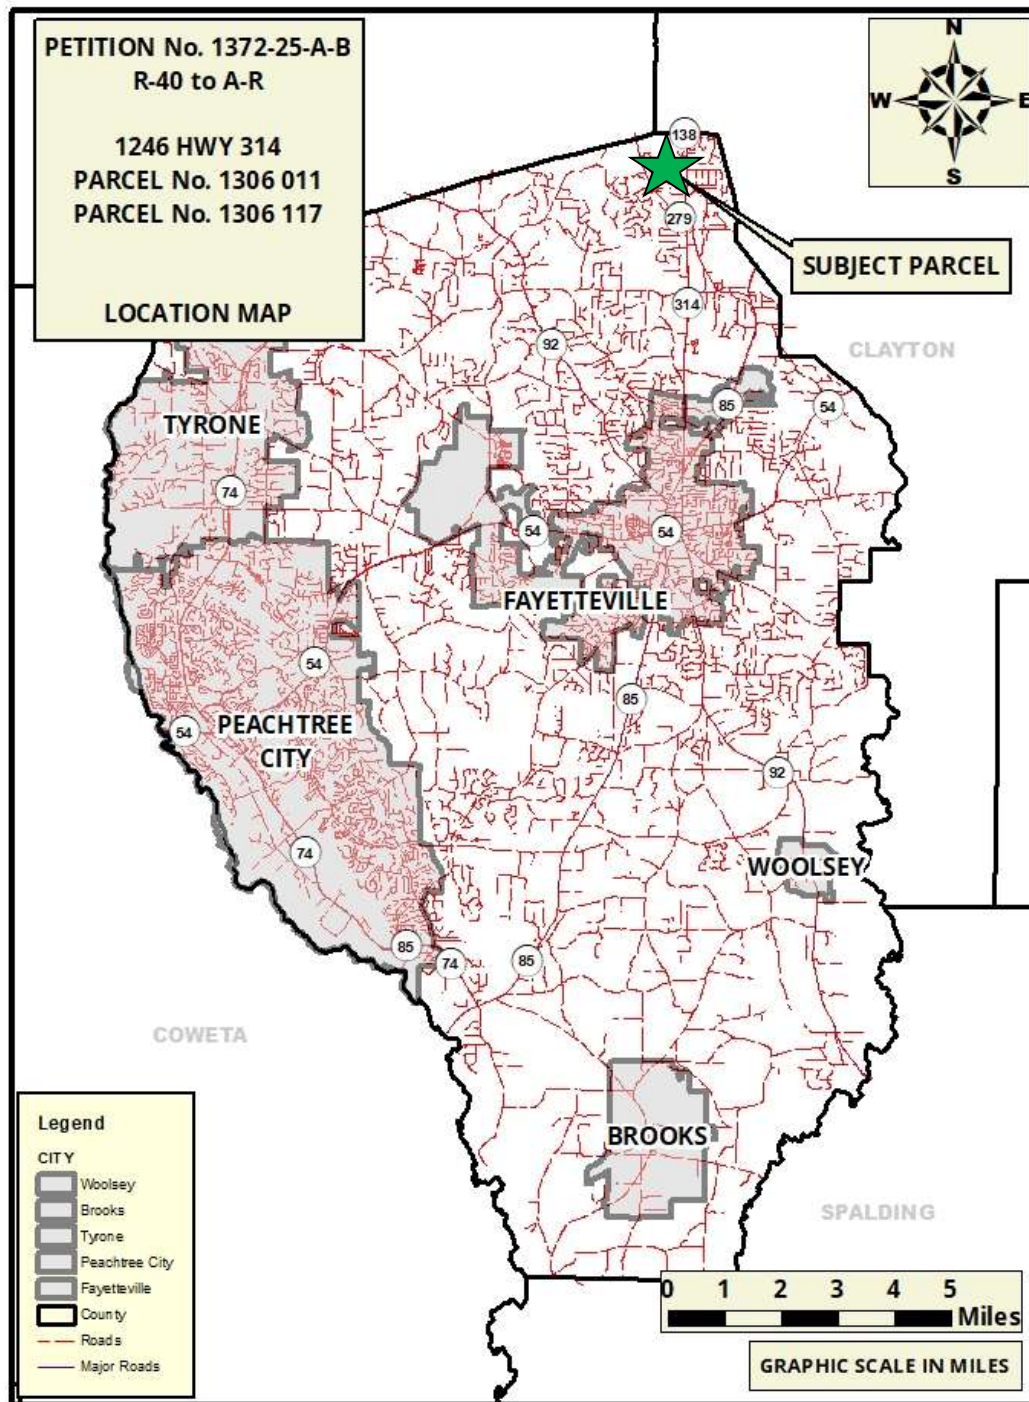 PETITION No. 1372-25-A-B
R-40 to A-R
1246 HWY 314
PARCEL No. 1306 011
PARCEL No. 1306 117
LOCATION MAP
N
W
E
S
138
279
SUBJECT PARCEL
314
92
CLAYTON
85
54
TYRONE
74
54
54
FAYETTEVILLE
54
85
PEACHTREE
CITY
54
92
74
WOOLSEY
85
74
85
COWETA
BROOKS
SPALDING
Legend
CITY
Woolsey
Brooks
Tyrone
Peachtree City
Fayetteville
County
Roads
Major Roads
0 1 2 3 4 5
Miles
GRAPHIC SCALE IN MILES